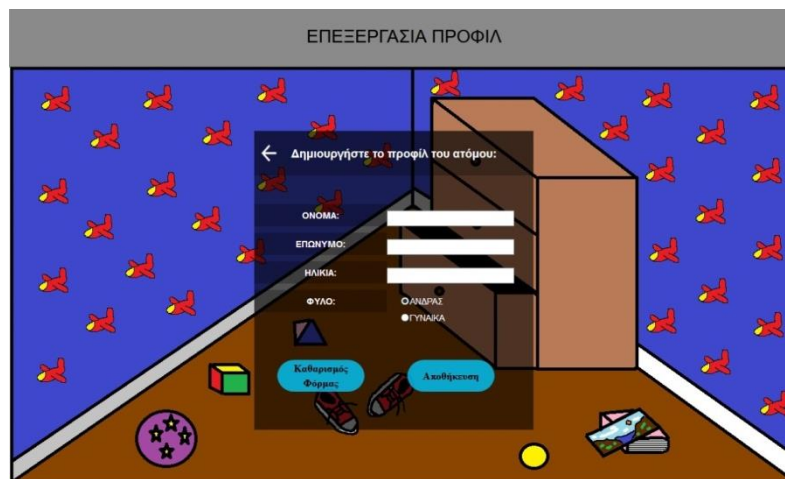 ΕΠΕΞΕΡΓΑΣΙΑ ΠΡΟΦΙΛ
Δημιουργήστε το προφίλ του ατόμου:
ΟΝΟΜΑ:
ΕΠΩΝΥΜΟ:
ΗΛΙΚΙΑ:
ΦΥΛΟ:
ΑΝΔΡΑΣ
ΓΥΝΑΙΚΑ
Καθαρισμός
Φόρμας
Αποθήκευση